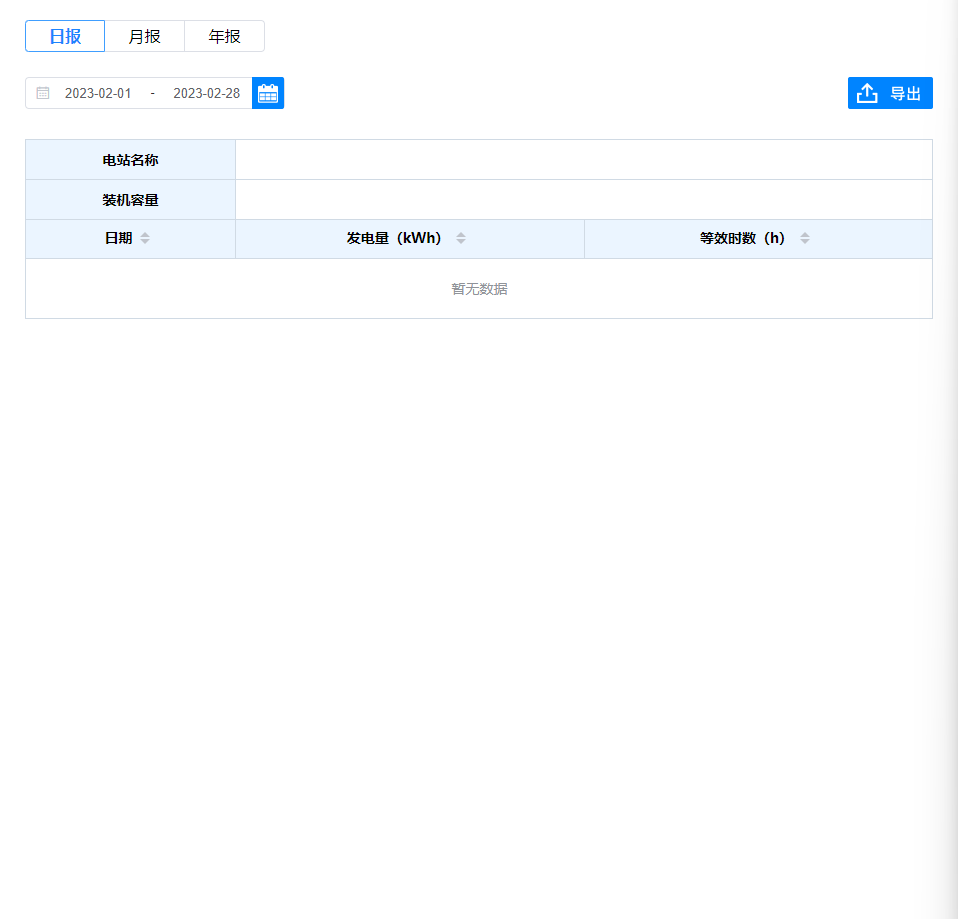 日报 月报 年报
2023-02-01 - 2023-02-28 导出
电站名称
装机容量
日期 发电量（kWh） 等效时数（h）
暂无数据